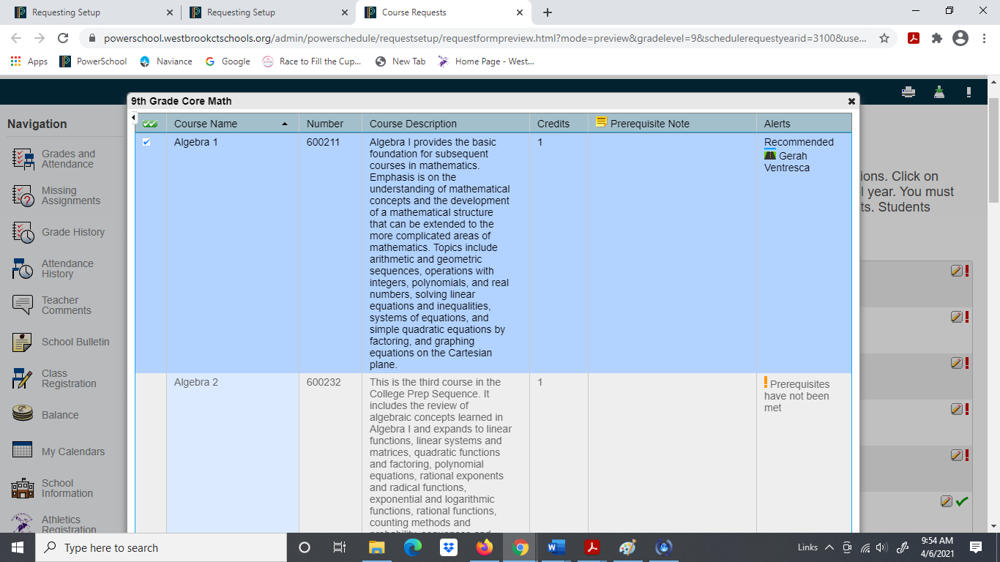 Requesting Setup
Requesting Setup
Course Requests
powerschool.westbrookctschools.org/admin/powerschedule/requestsetup/requestformpreview.html?mode=preview&gradelevel=9&schedulerequestyearid=3100&use...
Apps
PowerSchool
Naviance
Google
Race to Fill the Cup...
New Tab
Home Page - West...
Navigation
Grades and
Attendance
Missing
Assignments
Grade History
Attendance
History
Teacher
Comments
School Bulletin
Class
Registration
Balance
My Calendars
School
Information
Athletics
Registration
9th Grade Core Math
Course Name Number Course Description Credits Prerequisite Note Alerts
Algebra 1
600211
Algebra I provides the basic
foundation for subsequent
courses in mathematics.
Emphasis is on the
understanding of mathematical
concepts and the development
of a mathematical structure
that can be extended to the
more complicated areas of
mathematics. Topics include
arithmetic and geometric
sequences, operations with
integers, polynomials, and real
numbers, solving linear
equations and inequalities,
systems of equations, and
simple quadratic equations by
factoring, and graphing
equations on the Cartesian
plane.
1
Recommended
Gerah
Ventresca
Algebra 2
600232
This is the third course in the
College Prep Sequence. It
includes the review of
algebraic concepts learned in
Algebra I and expands to linear
functions, linear systems and
matrices, quadratic functions
and factoring, polynomial
equations, rational exponents
and radical functions,
exponential and logarithmic
functions, rational functions,
counting methods and
probability, sequences and
1
Prerequisites
have not been
met
ions. Click on
l year. You must
ts. Students
Type here to search
Links
9:54 AM
4/6/2021